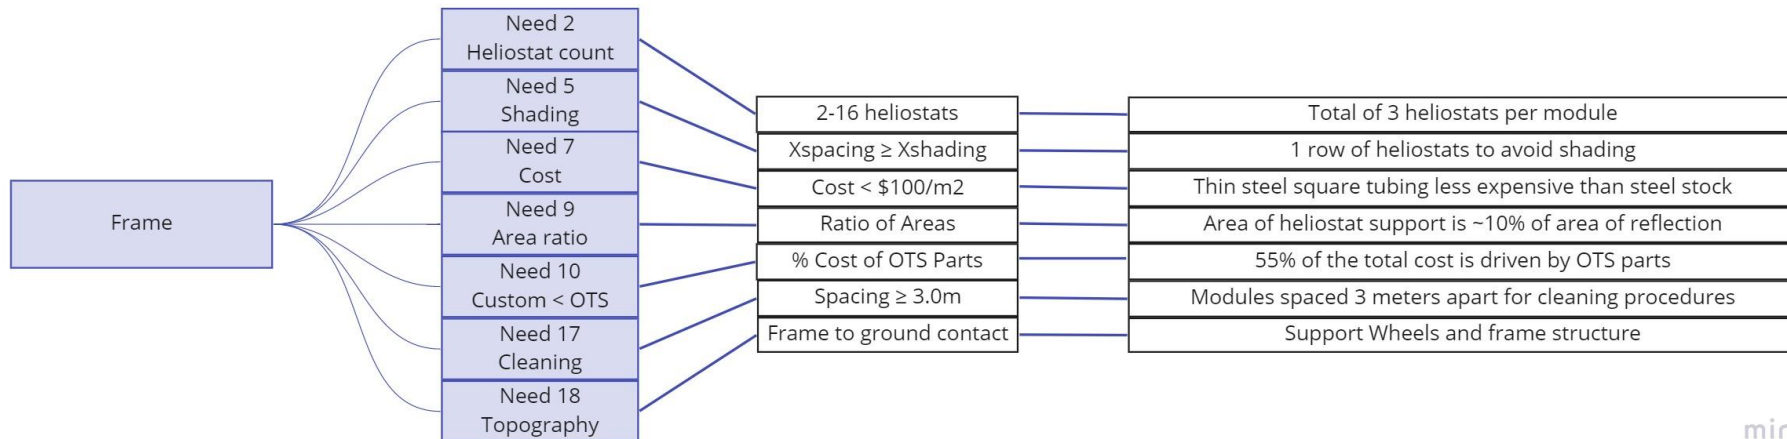 Frame
Need 2
Heliostat count
Need 5
Shading
Need 7
Cost
Need 9
Area ratio
Need 10
Custom < OTS
Need 17
Cleaning
Need 18
Topography
2-16 heliostats
Xspacing ≥ Xshading
Cost < $100/m2
Ratio of Areas
% Cost of OTS Parts
Spacing ≥ 3.0m
Frame to ground contact
Total of 3 heliostats per module
1 row of heliostats to avoid shading
Thin steel square tubing less expensive than steel stock
Area of heliostat support is ~10% of area of reflection
55% of the total cost is driven by OTS parts
Modules spaced 3 meters apart for cleaning procedures
Support Wheels and frame structure